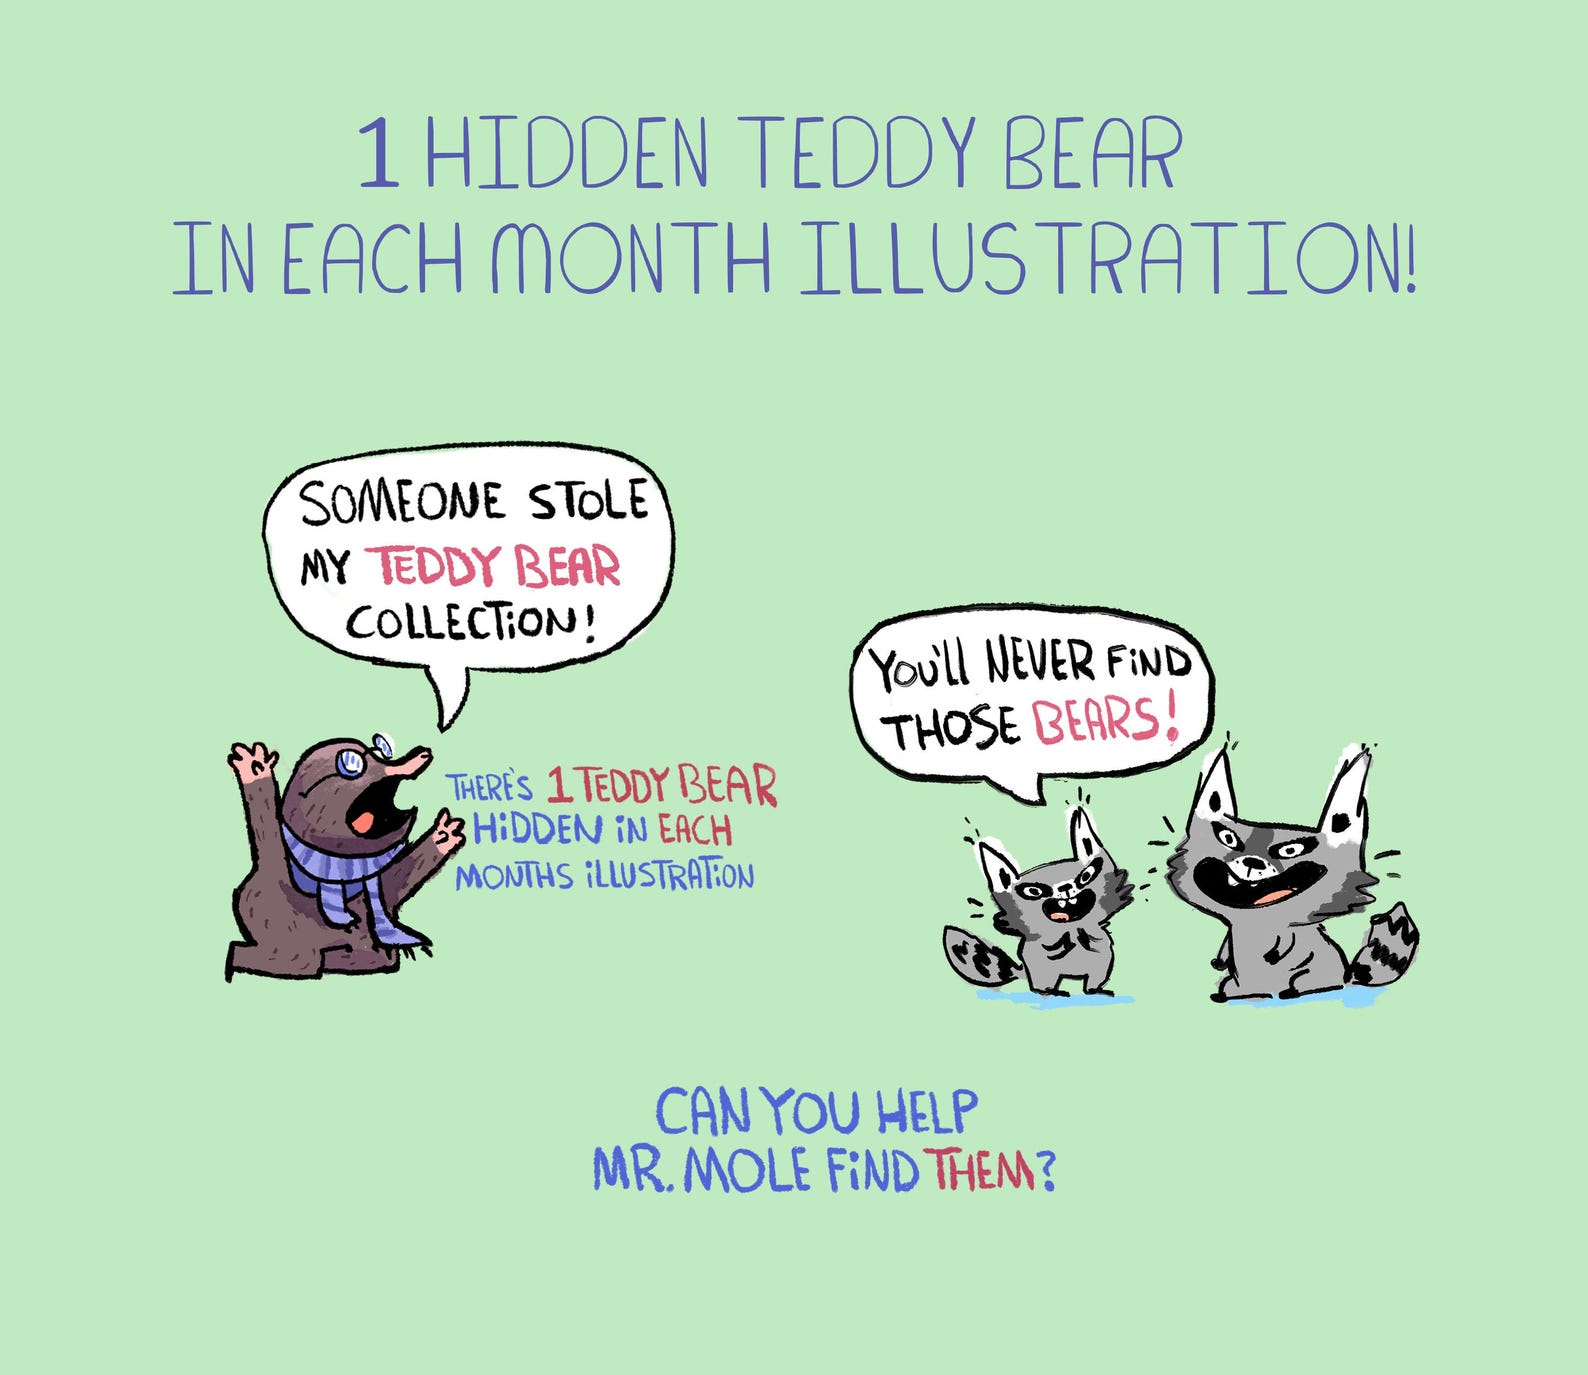 1 HIDDEN TEDDY BEAR
IN EACH MONTH ILLUSTRATION!
SOMEONE STOLE
MY TEDDY BEAR
COLLECTiON!
YOU'LL NEVER FiND
THOSE BEARS!
THERE'S 1 TEDDY BEAR
HiDDEN iN EACH
MONTHS iLLUSTRATiON
CAN YOU HELP
MR. MOLE FiND THEM?